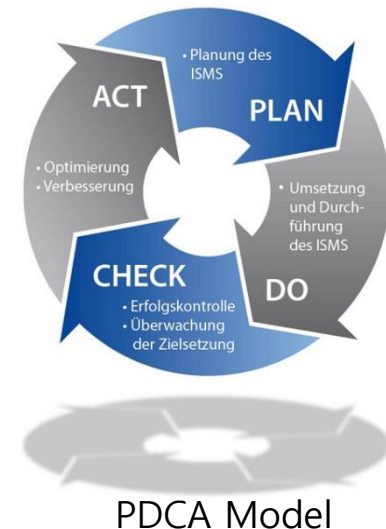 • Planung des
ISMS
PLAN
• Umsetzung
und Durch-
führung
des ISMS
DO
CHECK
• Erfolgskontrolle
• Überwachung
der Zielsetzung
ACT
• Optimierung
• Verbesserung
PDCA Model